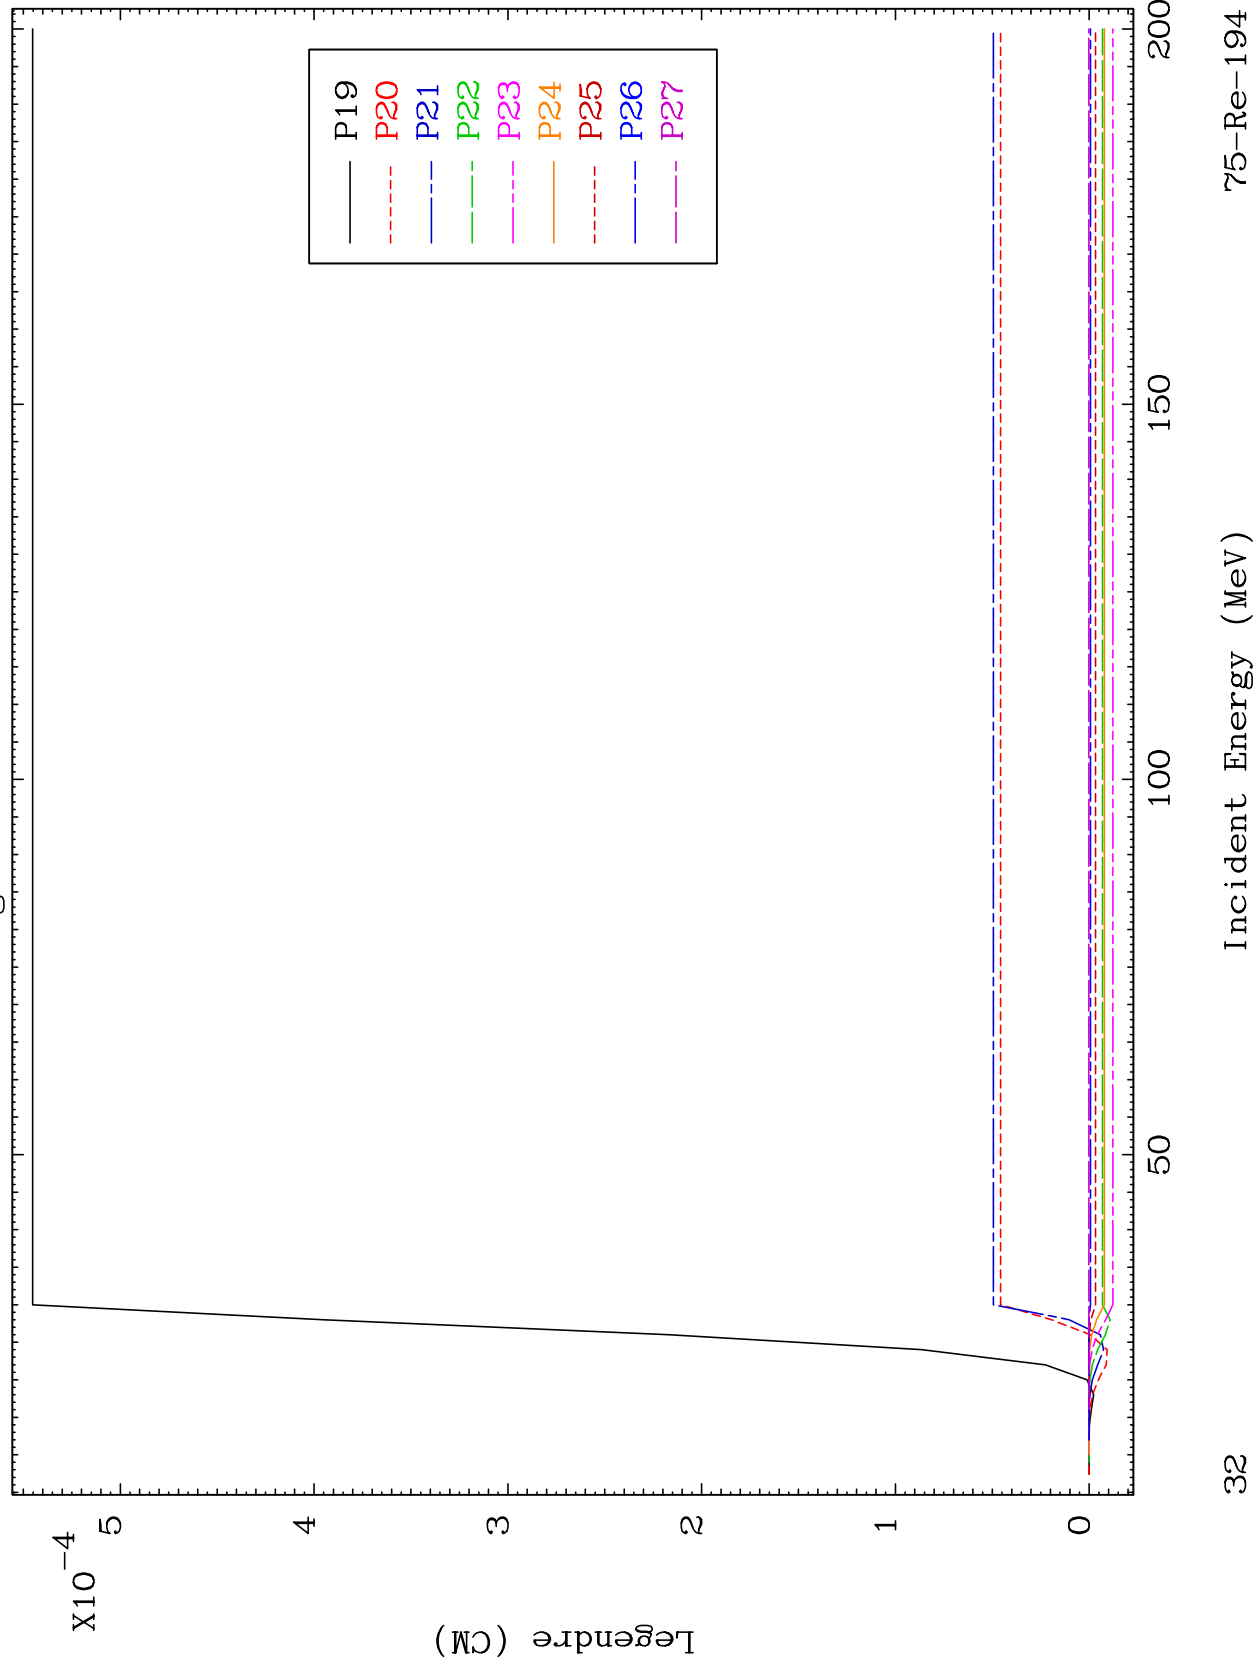 X10-4
5
4
3
2
1
0
Legendre (CM)
P19
P20
P21
P22
P23
P24
P25
P26
P27
50
100
150
200
Incident Energy (MeV)
32
75-Re-194